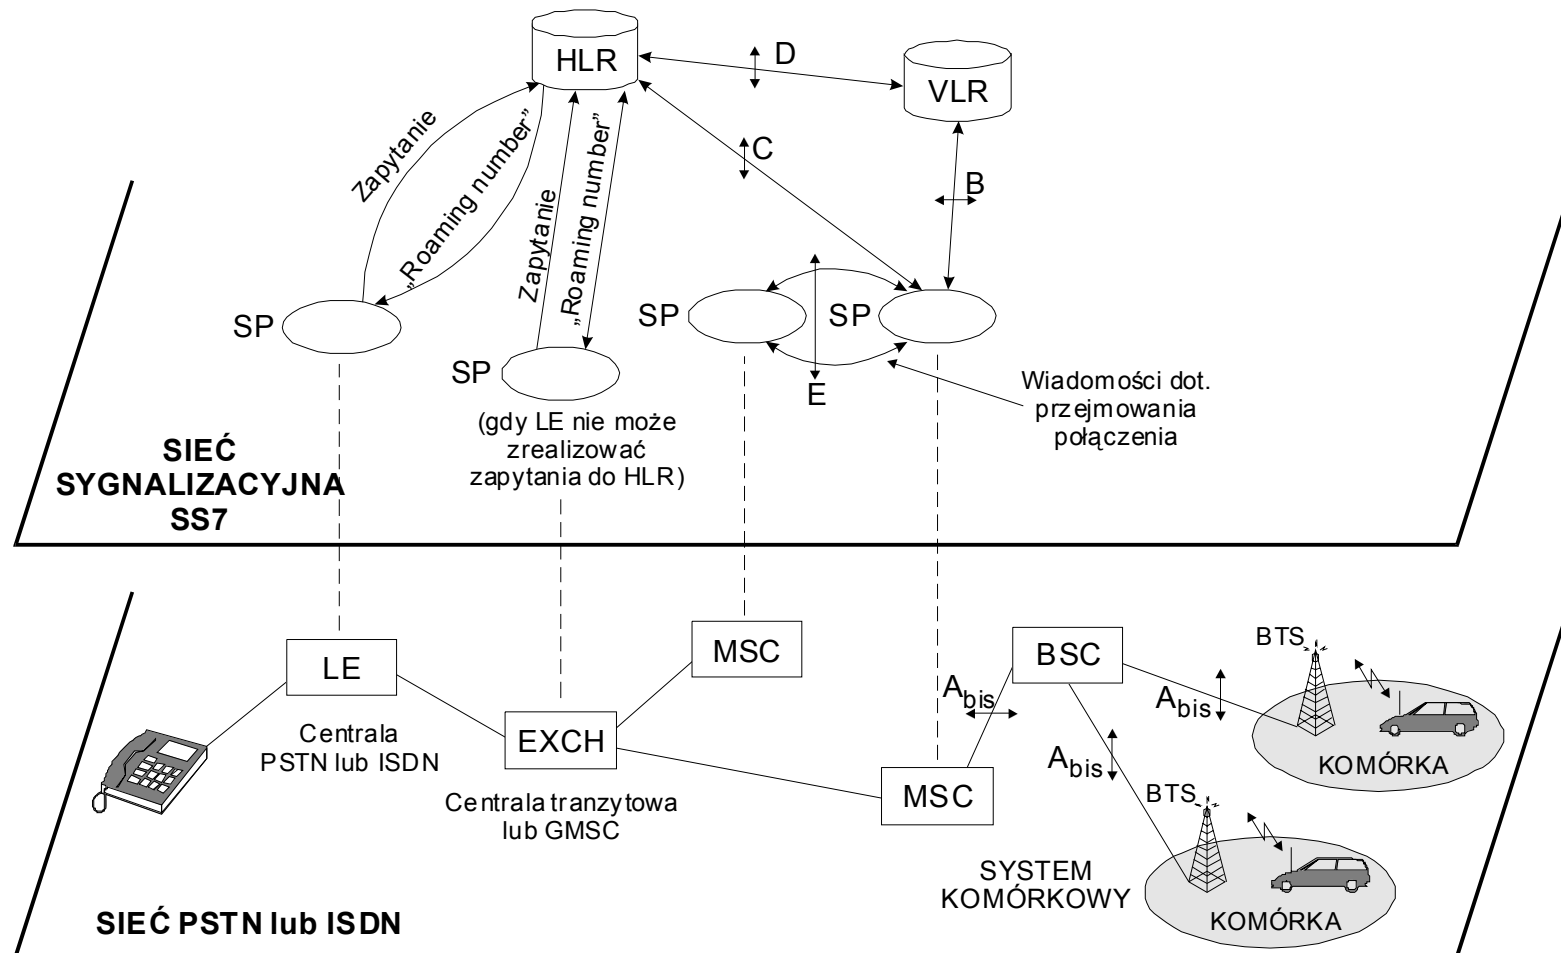 HLR
D
VLR
Zapytanie
„Roaming number”
Zapytanie
„Roaming number”
C
B
SP
SP
SP
SP
E
(gdy LE nie może
zrealizować
zapytania do HLR)
Wiadomości dot.
przejmowania
połączenia
SIEĆ
SYGNALIZACYJNA
SS7
LE
Centrala
PSTN lub ISDN
EXCH
Centrala tranzytowa
lub GMSC
MSC
MSC
BSC
Abis
Abis
Abis
BTS
KOMÓRKA
BTS
KOMÓRKA
SYSTEM
KOMÓRKOWY
SIEĆ PSTN lub ISDN